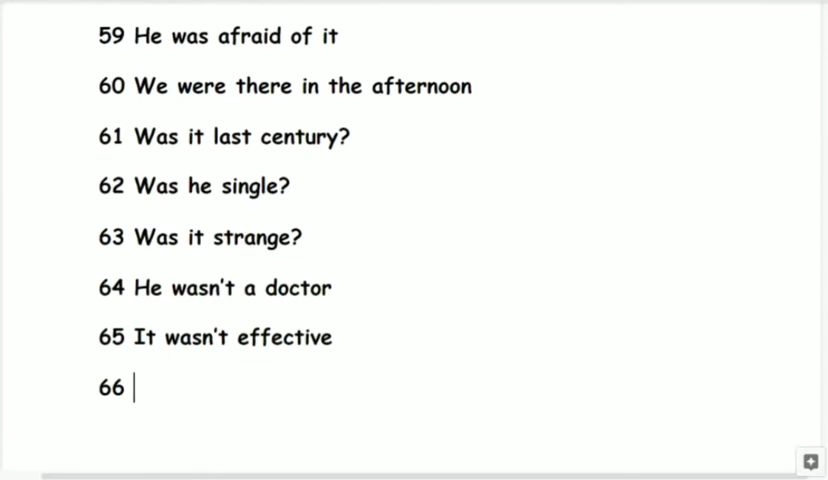 59 He was afraid of it
60 We were there in the afternoon
61 Was it last century?
62 Was he single?
63 Was it strange?
64 He wasn't a doctor
65 It wasn't effective
66